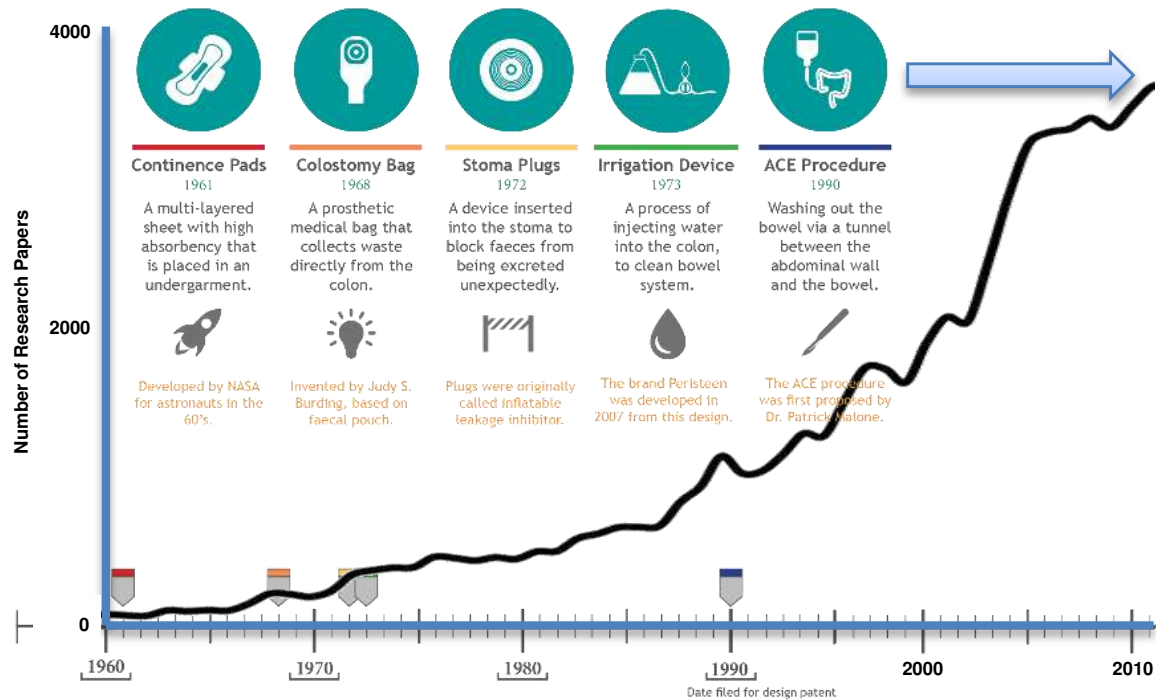 4000
2000
0
Number of Research Papers
Continence Pads
1961
A multi-layered
sheet with high
absorbency that
is placed in an
undergarment.
Developed by NASA
for astronauts in the
60's.
Colostomy Bag
1968
A prosthetic
medical bag that
collects waste
directly from the
colon.
Invented by Judy S.
Burding, based on
faecal pouch.
Stoma Plugs
1972
A device inserted
into the stoma to
block faeces from
being excreted
unexpectedly.
Plugs were originally
called inflatable
leakage inhibitor.
Irrigation Device
1973
A process of
injecting water
into the colon,
to clean bowel
system.
The brand Peristeen
was developed in
2007 from this design.
ACE Procedure
1990
Washing out the
bowel via a tunnel
between the
abdominal wall
and the bowel.
The ACE procedure
was first proposed by
Dr. Patrick Malone.
1960
1970
1980
1990
2000
2010
Date filed for design patent